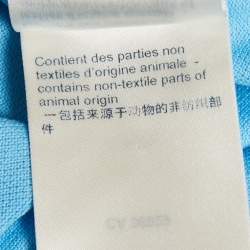 Contient des parties non
textiles d'origine animale -
contains non-textile parts of
animal origin
一包括来源于动物的非纺织部
件